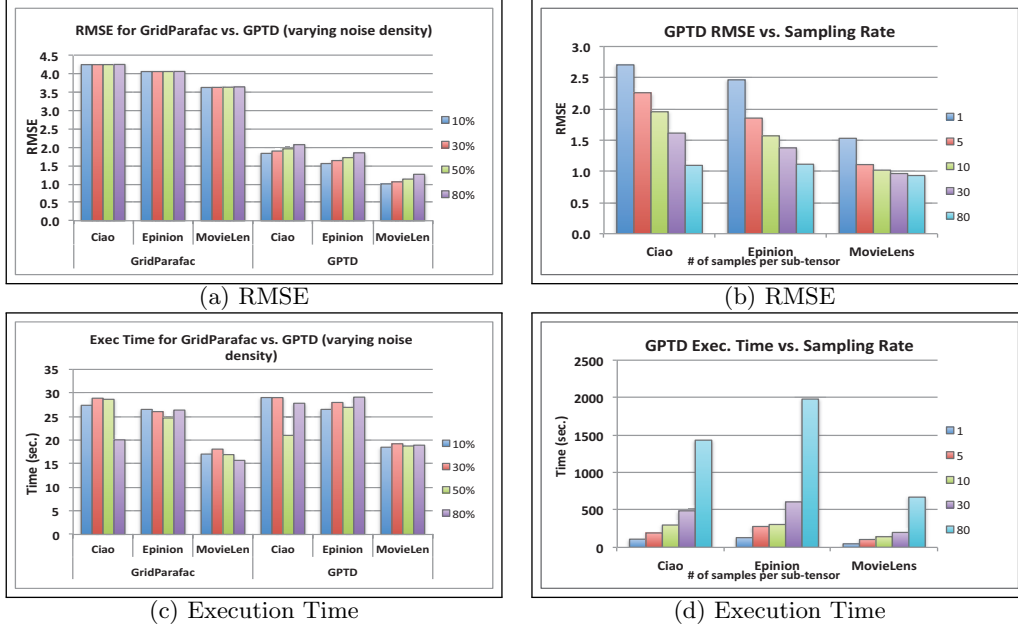 RMSE for GridParafac vs. GPTD (varying noise density)
4.5
4.0
3.5
3.0
2.5
2.0
1.5
1.0
0.5
0.0
RMSE
10%
30%
50%
80%
Ciao Epinion MovieLen Ciao Epinion MovieLen
GridParafac GPTD
(a) RMSE
GPTD RMSE vs. Sampling Rate
3.0
2.5
2.0
1.5
1.0
0.5
0.0
RMSE
1
5
10
30
80
Ciao Epinion MovieLens
# of samples per sub-tensor
(b) RMSE
Exec Time for GridParafac vs. GPTD (varying noise
density)
35
30
25
20
15
10
5
0
Time (sec.)
10%
30%
50%
80%
Ciao Epinion MovieLen Ciao Epinion MovieLen
GridParafac GPTD
(c) Execution Time
GPTD Exec. Time vs. Sampling Rate
2500
2000
1500
1000
500
0
Time (sec.)
1
5
10
30
80
Ciao Epinion MovieLens
# of samples per sub-tensor
(d) Execution Time